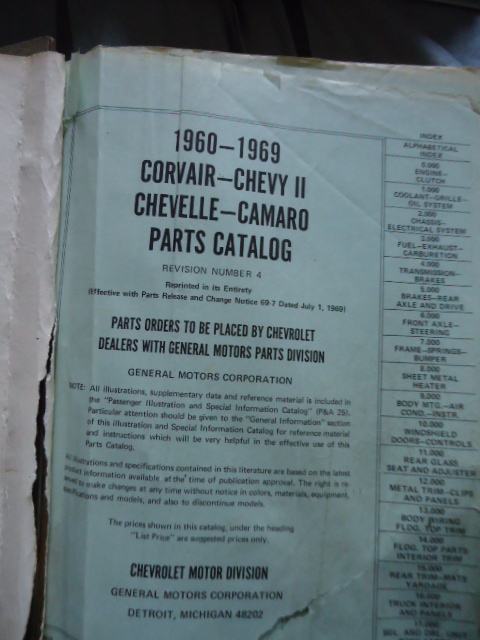 1960-1969
CORVAIR-CHEVY II
CHEVELLE-CAMARO
PARTS CATALOG
REVISION NUMBER 4
Reprinted in its Entirety
(Effective with Parts Release and Change Notice 69-7 Dated July 1, 1969)
PARTS ORDERS TO BE PLACED BY CHEVROLET
DEALERS WITH GENERAL MOTORS PARTS DIVISION
GENERAL MOTORS CORPORATION
NOTE: All illustrations, supplementary data and reference material is included in
the "Passenger Illustration and Special Information Catalog" (P&A 25).
Particular attention should be given to the "General Information" section
of this illustration and Special Information Catalog for reference material
and instructions which will be very helpful in the effective use of this
Parts Catalog.
illustrations and specifications contained in this literature are based on the latest
product information available at the time of publication approval. The right is
to make changes at any time without notice in colors, materials, equipment,
specifications and models, and also to discontinue models.
The prices shown in this catalog, under the heading
"List Price" are suggested prices only.
CHEVROLET MOTOR DIVISION
GENERAL MOTORS CORPORATION
DETROIT, MICHIGAN 48202
INDEX
ALPHABETICAL
INDEX
0.000
ENGINE-
CLUTCH
1.000
COOLANT-GRILLE-
OIL SYSTEM
2.000
CHASSIS-
ELECTRICAL SYSTEM
3.000
FUEL-EXHAUST-
CARBURETION
4.000
TRANSMISSION-
BRAKES
5.000
BRAKES-REAR
AXLE AND DRIVE
6.000
FRONT AXLE-
STEERING
7.000
FRAME-SPRINGS-
BUMPER
8.000
SHEET METAL
HEATER
9.000
BODY MTG.-AIR
COND.-INSTR.
10.000
WINDSHIELD
DOORS-CONTROLS
11.000
REAR GLASS
SEAT AND ADJUSTER
12.000
METAL TRIM-CLIPS
AND PANELS
13.000
BODY WIRING
FLDG. TOP TRIM
14.000
FLDG. TOP PARTS
INTERIOR TRIM
15.000
REAR TRIM-MATS
YARDAGE
16.000
TRUCK INTERIOR
AND PANELS
17.000